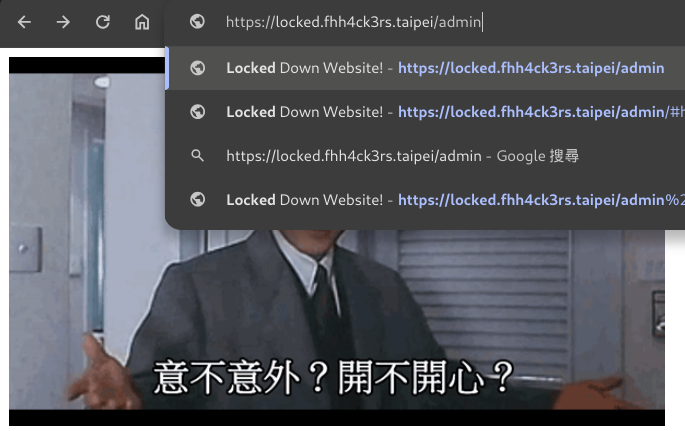 https://locked.fhh4ck3rs.taipei/admin
Locked Down Website! - https://locked.fhh4ck3rs.taipei/admin
Locked Down Website! - https://locked.fhh4ck3rs.taipei/admin/#h
https://locked.fhh4ck3rs.taipei/admin - Google 搜尋
Locked Down Website! - https://locked.fhh4ck3rs.taipei/admin%2
意不意外？開不開心？